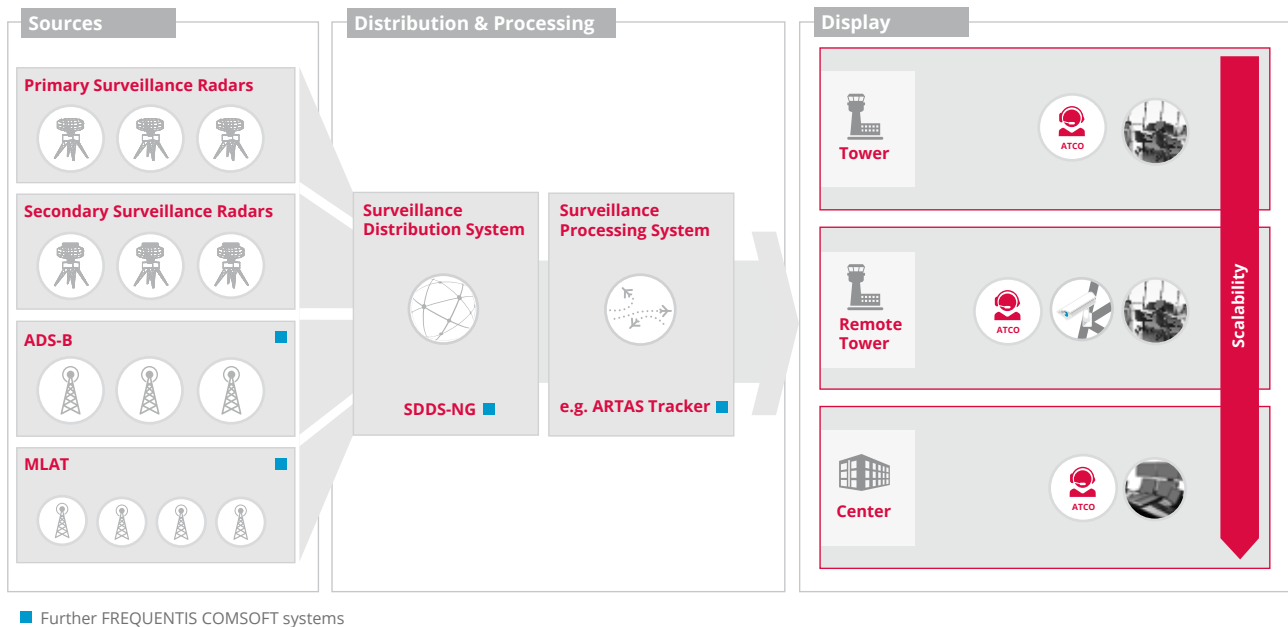 Sources
Primary Surveillance Radars
Secondary Surveillance Radars
ADS-B
MLAT
Distribution & Processing
Surveillance
Distribution System
SDDS-NG
Surveillance
Processing System
e.g. ARTAS Tracker
Display
Tower
ATCO
Remote
Tower
ATCO
Center
ATCO
Scalability
Further FREQUENTIS COMSOFT systems